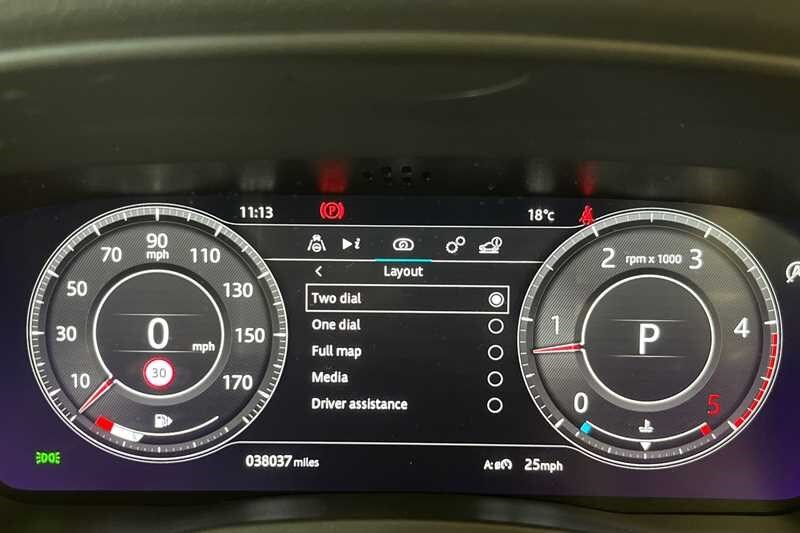 11:13
P
18°c
i
Layout
Two dial
One dial
Full map
Media
Driver assistance
10
30
50
70
90
mph
110
130
150
170
0
mph
30
0
1
2
rpm x 1000
3
4
5
P
038037 miles
A: 25mph